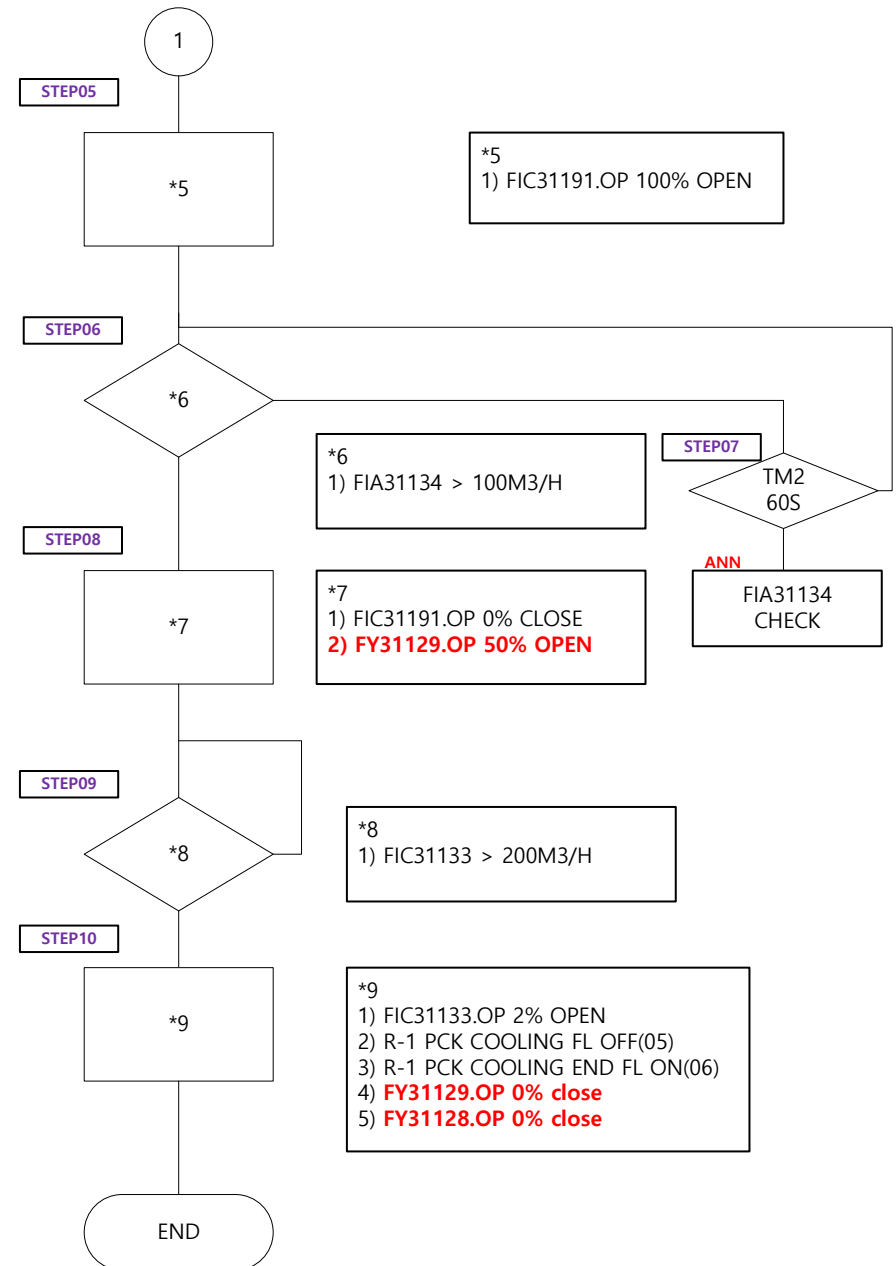 1
STEP05
*5
*5
1) FIC31191.OP 100% OPEN
STEP06
*6
*6
1) FIA31134 > 100M3/H
STEP07
TM2
60S
ANN
FIA31134
CHECK
STEP08
*7
*7
1) FIC31191.OP 0% CLOSE
2) FY31129.OP 50% OPEN
STEP09
*8
*8
1) FIC31133 > 200M3/H
STEP10
*9
*9
1) FIC31133.OP 2% OPEN
2) R-1 PCK COOLING FL OFF(05)
3) R-1 PCK COOLING END FL ON(06)
4) FY31129.OP 0% close
5) FY31128.OP 0% close
END